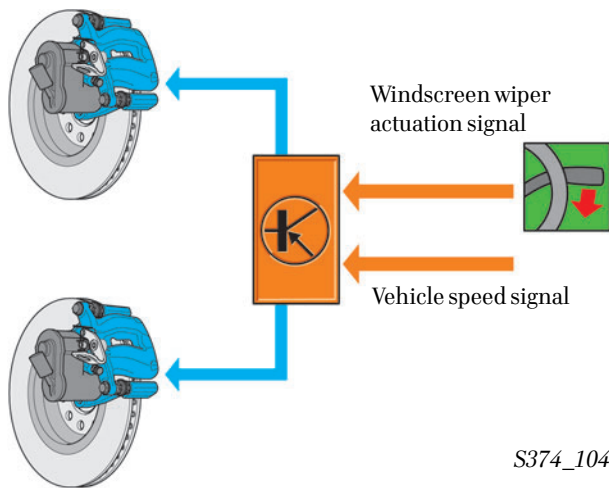 Windscreen wiper
actuation signal
Vehicle speed signal
S374_104